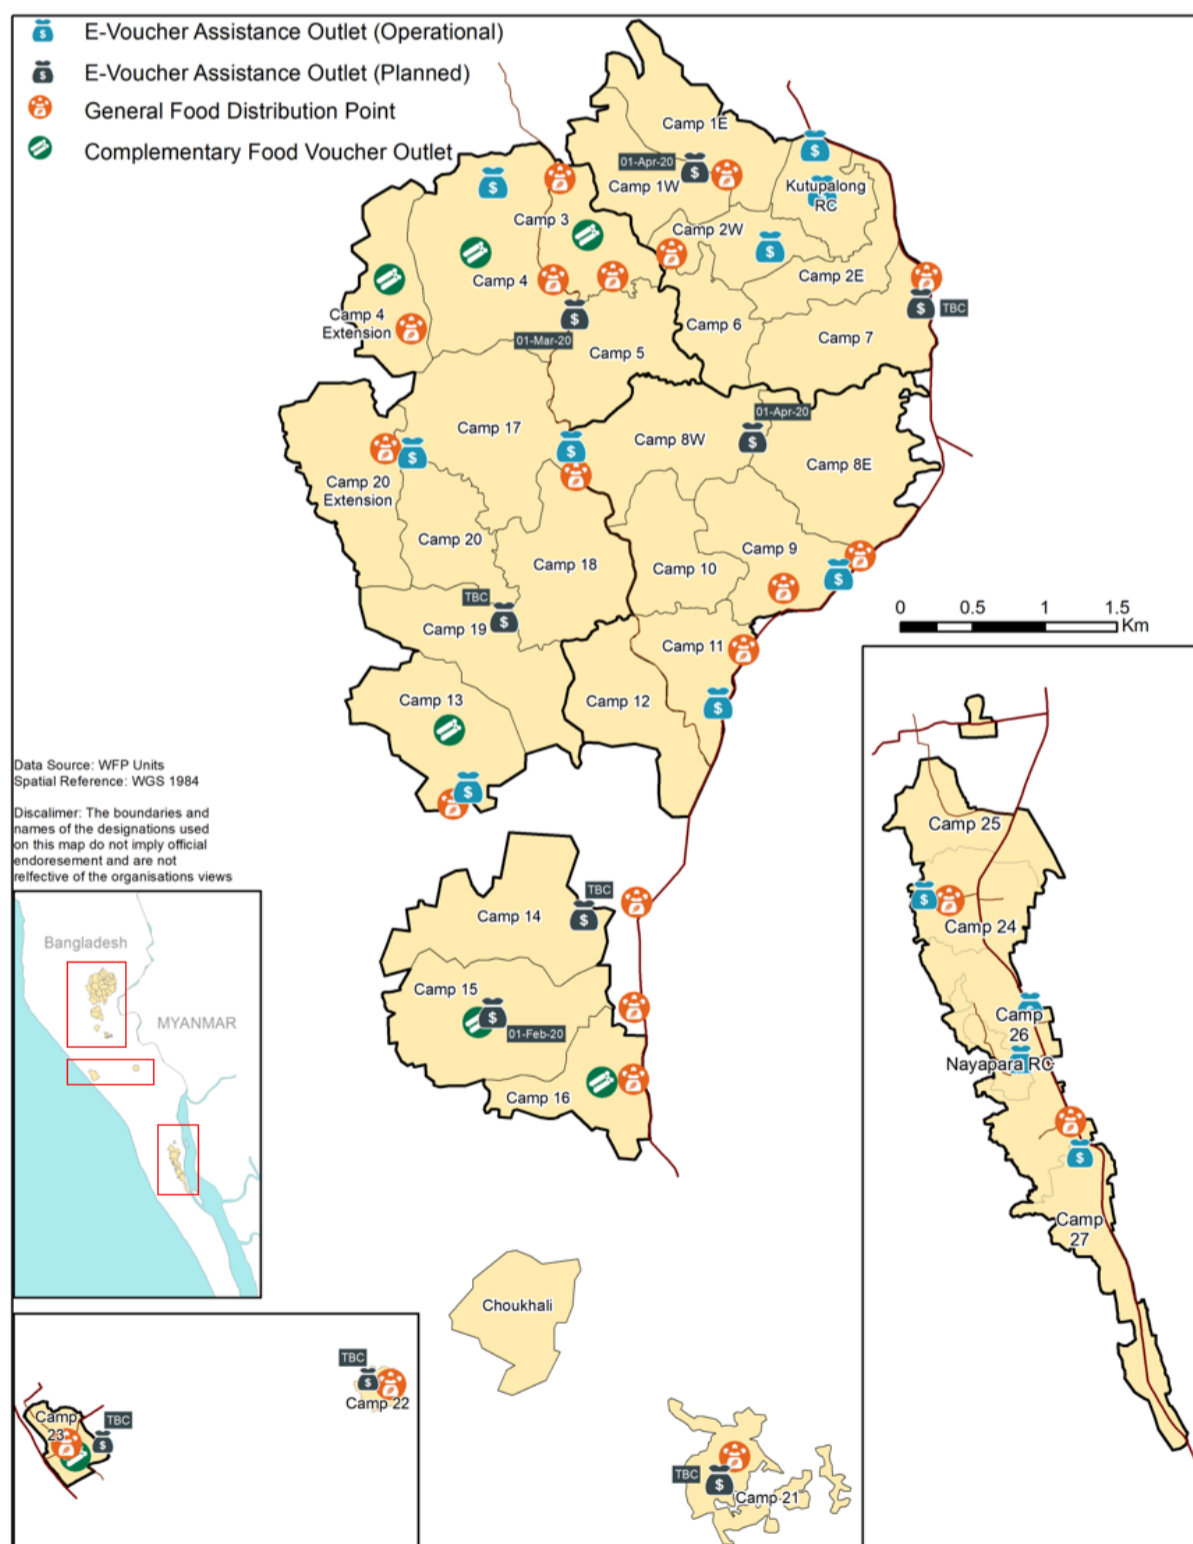 E-Voucher Assistance Outlet (Operational)
E-Voucher Assistance Outlet (Planned)
General Food Distribution Point
Complementary Food Voucher Outlet
Camp 1E
01-Apr-20
Camp 1W
Kutupalong
RC
Camp 3
Camp 2W
Camp 4
Camp 2E
TBC
Camp 4
Extension
01-Mar-20
Camp 6
Camp 7
Camp 5
01-Apr-20
Camp 17
Camp 8W
Camp 8E
Camp 20
Extension
Camp 20
Camp 18
Camp 10
Camp 9
TBC
Camp 19
Camp 11
Camp 13
Camp 12
0 0.5 1 1.5
Km
Data Source: WFP Units
Spatial Reference: WGS 1984
Discalimer: The boundaries and
names of the designations used
on this map do not imply official
endoresement and are not
relfective of the organisations views
Bangladesh
MYANMAR
TBC
Camp 14
Camp 15
01-Feb-20
Camp 16
Camp 25
Camp 24
Camp
26
Nayapara RC
Camp
27
Choukhali
TBC
Camp 22
Camp
23
TBC
TBC
Camp 21